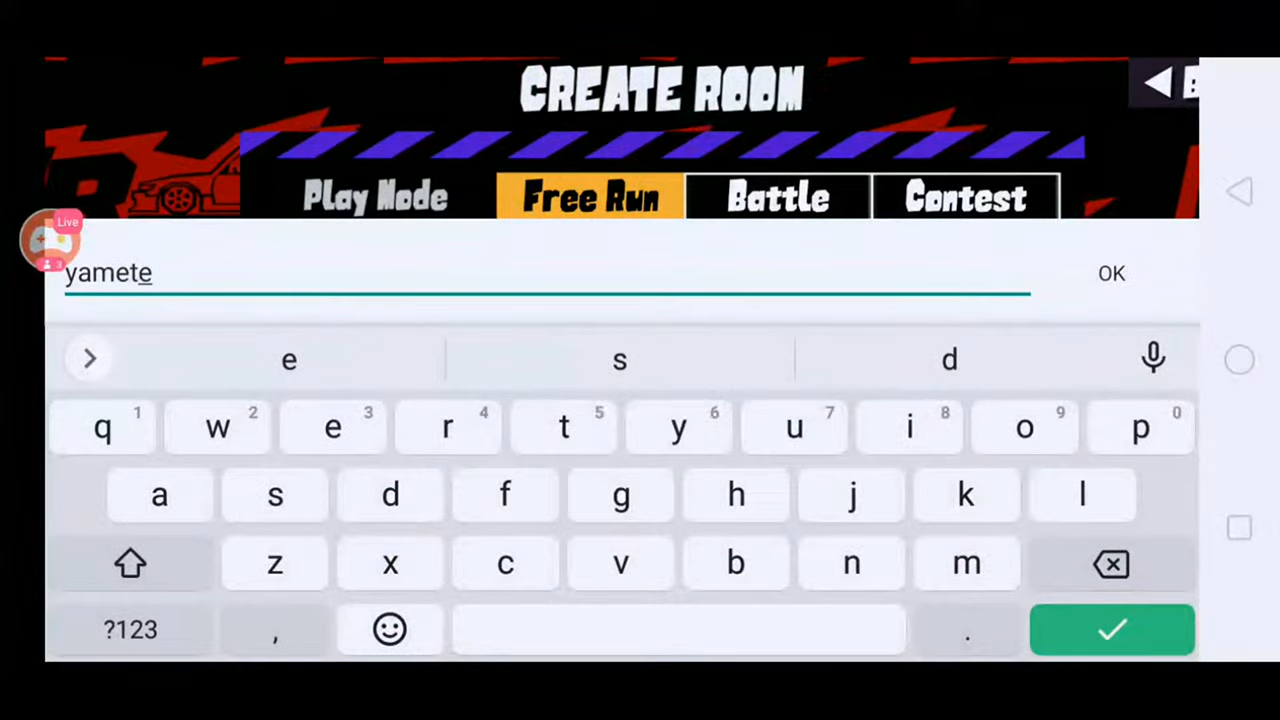 CREATE ROOM
Play Mode Free Run Battle Contest
Live
3
yamete OK
e s d
q 1 w 2 e 3 r 4 t 5 y 6 u 7 i 8 o 9 p 0
a s d f g h j k l
z x c v b n m
?123 , .